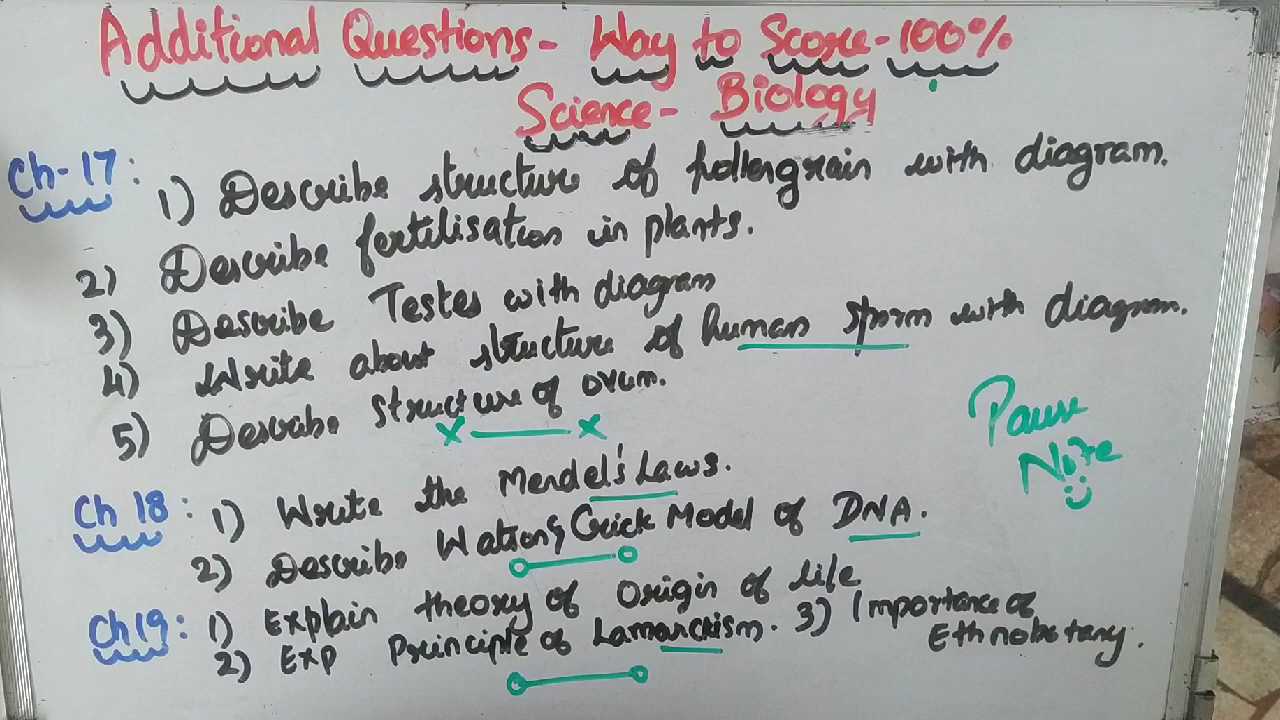 Additional Questions- Way to Score-100%
Science- Biology
Ch-17: 1) Describe structure of pollengrain with diagram.
2) Describe fertilisation in plants.
3) Describe Testes with diagram
4) Write about structure of human sperm with diagram.
5) Describe structure of ovum.
Pause
Note
Ch 18: 1) Write the Mendel's Laws.
2) Describe Watson & Crick Model of DNA.
Ch 19: 1) Explain theory of Origin of life
2) Exp Principle of Lamarckism. 3) Importance of
Ethnobotany.